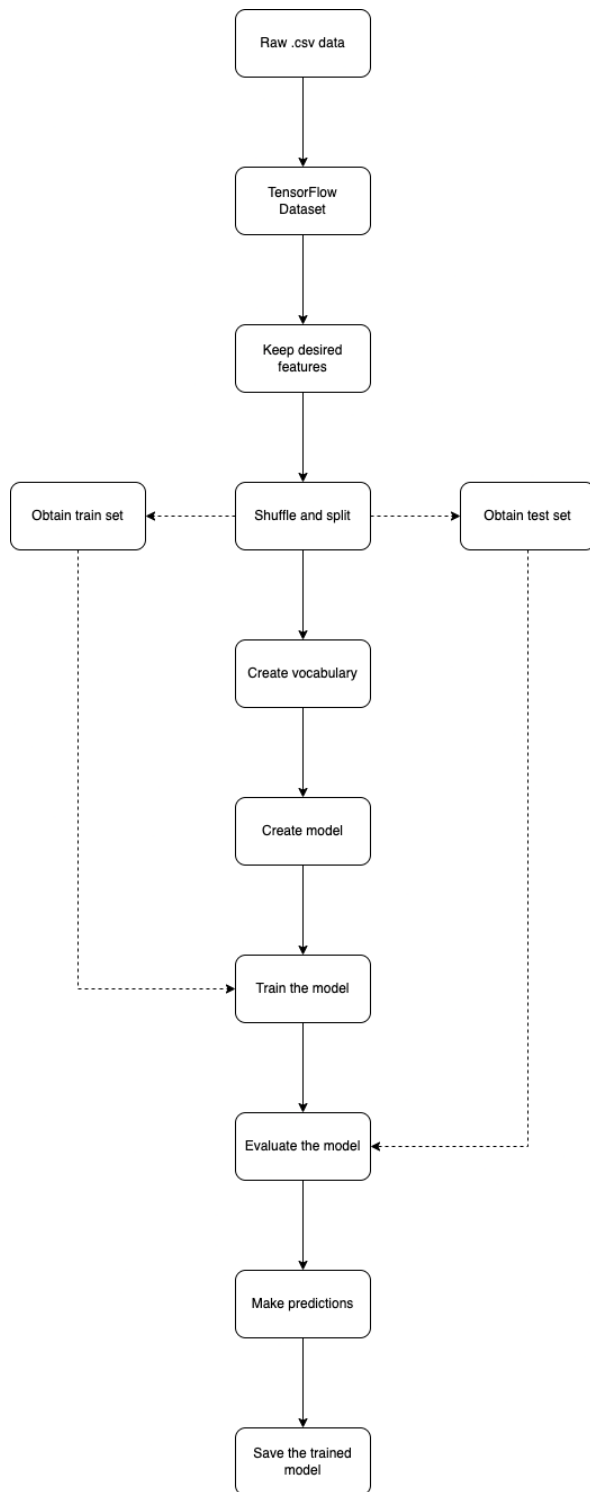 Raw .csv data
TensorFlow
Dataset
Keep desired
features
Obtain train set
Shuffle and split
Obtain test set
Create vocabulary
Create model
Train the model
Evaluate the model
Make predictions
Save the trained
model